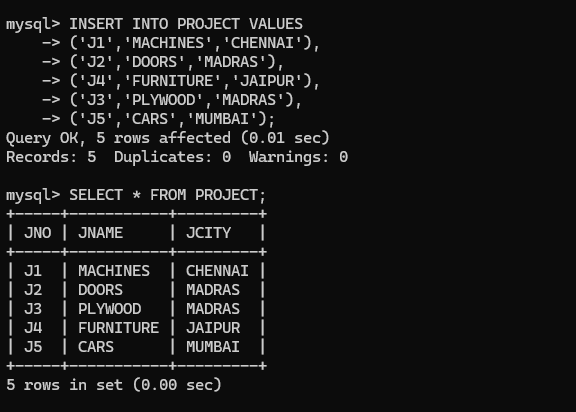 mysql> INSERT INTO PROJECT VALUES
    -> ('J1','MACHINES','CHENNAI'),
    -> ('J2','DOORS','MADRAS'),
    -> ('J4','FURNITURE','JAIPUR'),
    -> ('J3','PLYWOOD','MADRAS'),
    -> ('J5','CARS','MUMBAI');
Query OK, 5 rows affected (0.01 sec)
Records: 5  Duplicates: 0  Warnings: 0

mysql> SELECT * FROM PROJECT;
+-----+-----------+---------+
| JNO | JNAME     | JCITY   |
+-----+-----------+---------+
| J1  | MACHINES  | CHENNAI |
| J2  | DOORS     | MADRAS  |
| J3  | PLYWOOD   | MADRAS  |
| J4  | FURNITURE | JAIPUR  |
| J5  | CARS      | MUMBAI  |
+-----+-----------+---------+
5 rows in set (0.00 sec)